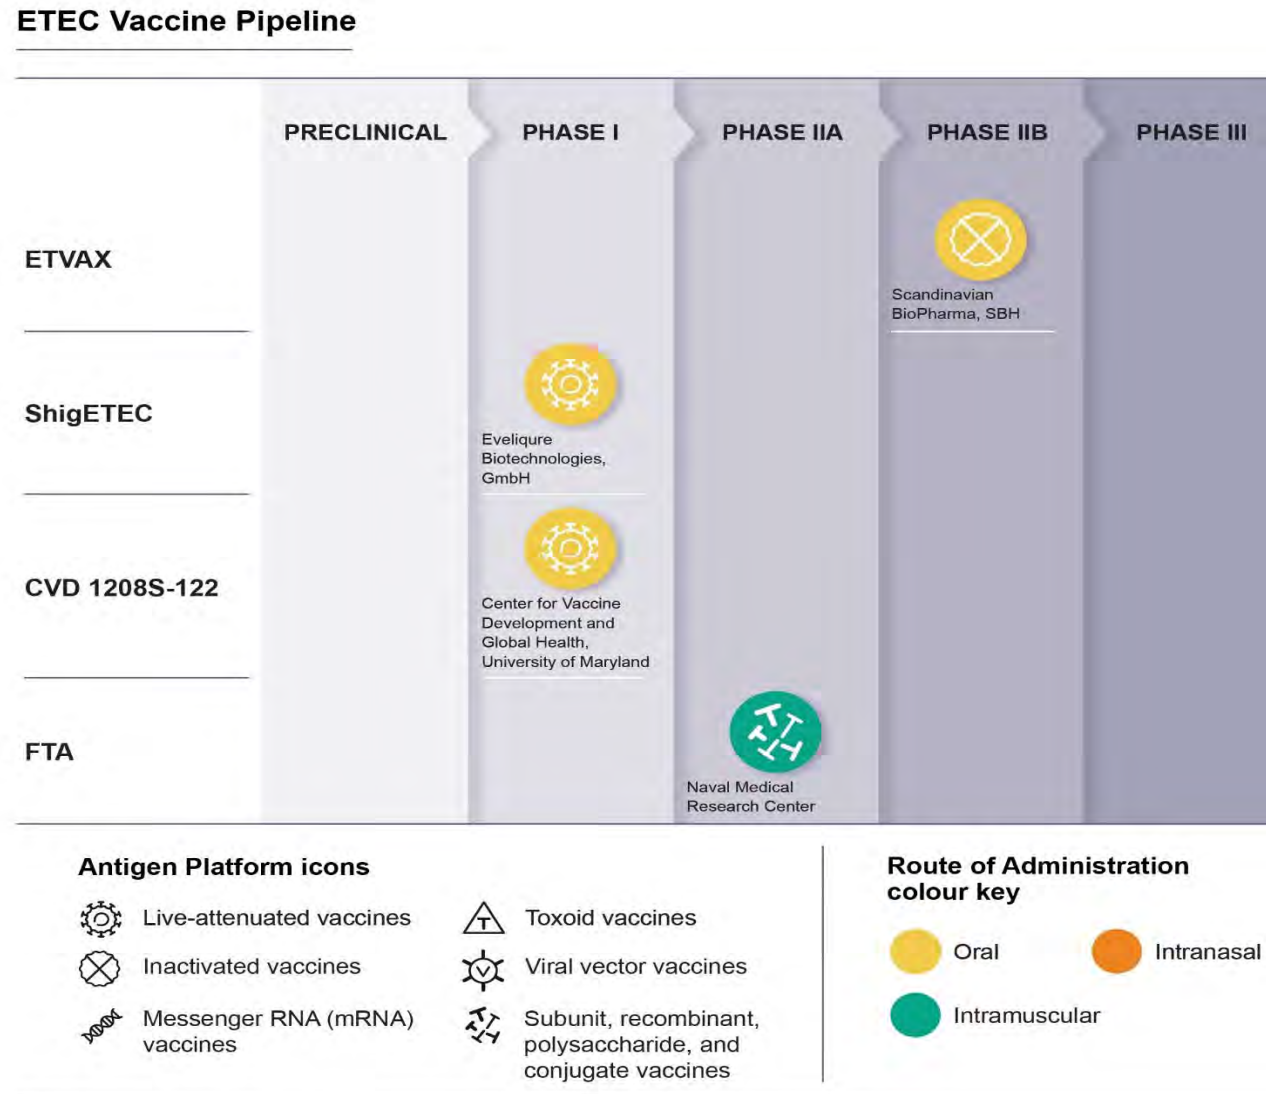 ETEC Vaccine Pipeline
PRECLINICAL
PHASE I
PHASE IIA
PHASE IIB
PHASE III
ETVAX
Scandinavian
BioPharma, SBH
ShigETEC
Eveliqure
Biotechnologies,
GmbH
CVD 1208S-122
Center for Vaccine
Development and
Global Health,
University of Maryland
FTA
Naval Medical
Research Center
Antigen Platform icons
Live-attenuated vaccines
Inactivated vaccines
Messenger RNA (mRNA)
vaccines
T
Toxoid vaccines
V
Viral vector vaccines
Subunit, recombinant,
polysaccharide, and
conjugate vaccines
Route of Administration
colour key
Oral
Intranasal
Intramuscular